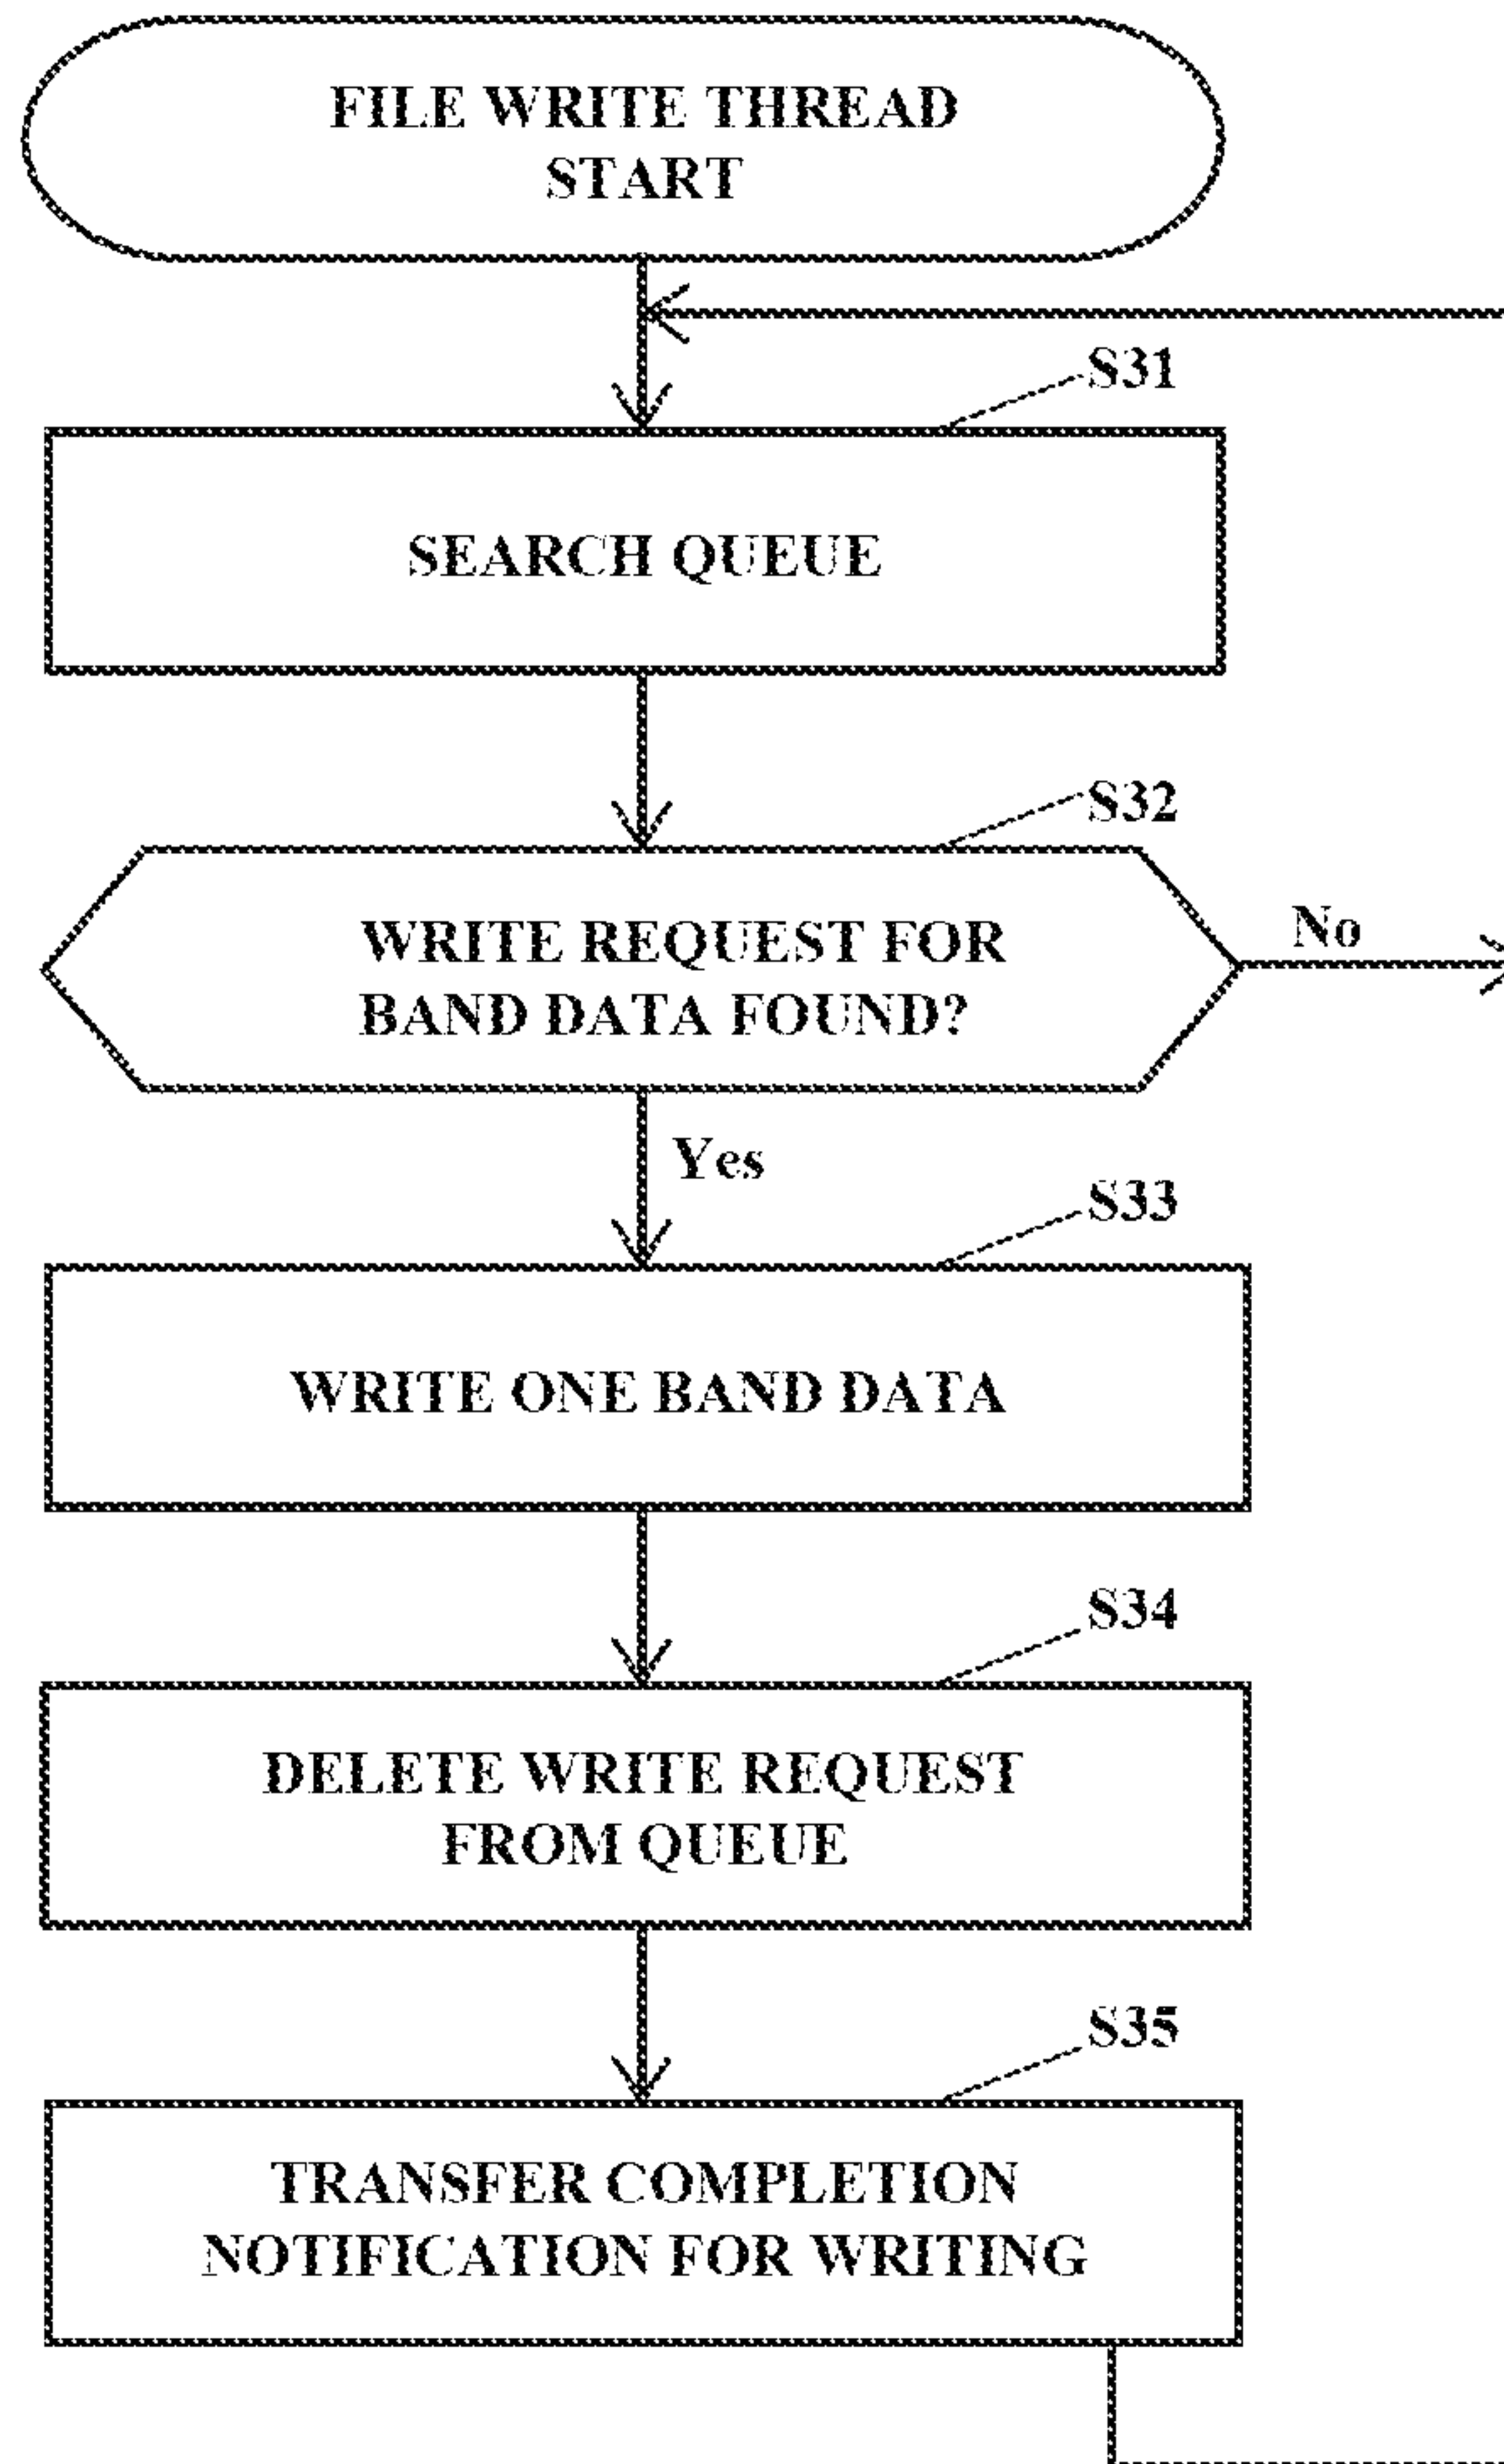 FILE WRITE THREAD
START
S31
SEARCH QUEUE
S32
WRITE REQUEST FOR
BAND DATA FOUND?
No
Yes
S33
WRITE ONE BAND DATA
S34
DELETE WRITE REQUEST
FROM QUEUE
S35
TRANSFER COMPLETION
NOTIFICATION FOR WRITING